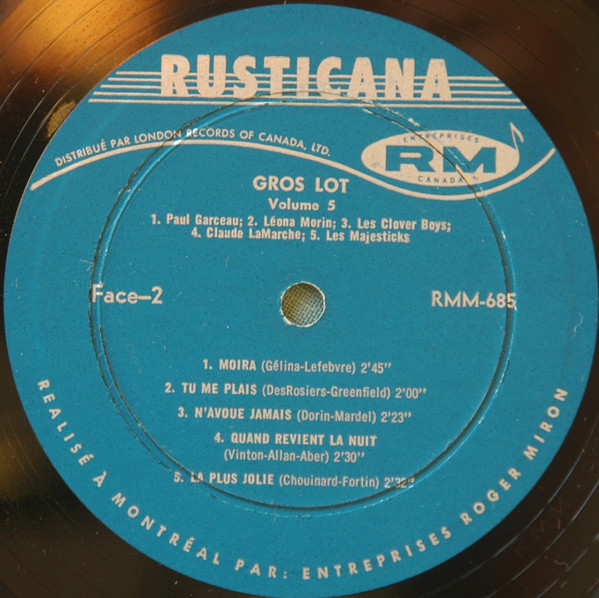 RUSTICANA
DISTRIBUÉ PAR LONDON RECORDS OF CANADA, LTD.
ENTREPRISES
RM
CANADA
GROS LOT
Volume 5
1. Paul Garceau; 2. Léona Morin; 3. Les Clover Boys;
4. Claude LaMarche; 5. Les Majesticks
Face-2
RMM-685
1. MOIRA (Gélina-Lefebvre) 2'45"
2. TU ME PLAIS (DesRosiers-Greenfield) 2'00"
3. N'AVOUE JAMAIS (Dorin-Mardel) 2'23"
4. QUAND REVIENT LA NUIT
(Vinton-Allan-Aber) 2'30"
5. LA PLUS JOLIE (Chouinard-Fortin) 2'32"
REALISÉ À MONTRÉAL PAR: ENTREPRISES ROGER MIRON